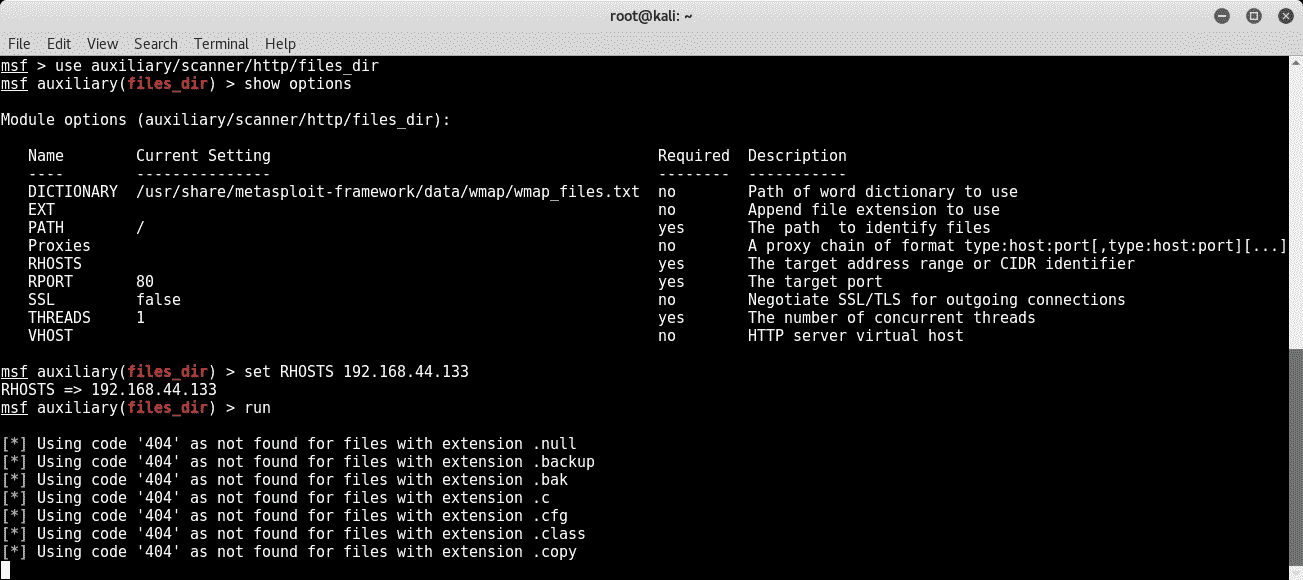 root@kali: ~
File Edit View Search Terminal Help
msf > use auxiliary/scanner/http/files_dir
msf auxiliary(files_dir) > show options
Module options (auxiliary/scanner/http/files_dir):
Name Current Setting Required Description
---- --------------- -------- -----------
DICTIONARY /usr/share/metasploit-framework/data/wmap/wmap_files.txt no Path of word dictionary to use
EXT no Append file extension to use
PATH / yes The path  to identify files
Proxies no A proxy chain of format type:host:port[,type:host:port][...]
RHOSTS yes The target address range or CIDR identifier
RPORT 80 yes The target port
SSL false no Negotiate SSL/TLS for outgoing connections
THREADS 1 yes The number of concurrent threads
VHOST no HTTP server virtual host
msf auxiliary(files_dir) > set RHOSTS 192.168.44.133
RHOSTS => 192.168.44.133
msf auxiliary(files_dir) > run
[*] Using code '404' as not found for files with extension .null
[*] Using code '404' as not found for files with extension .backup
[*] Using code '404' as not found for files with extension .bak
[*] Using code '404' as not found for files with extension .c
[*] Using code '404' as not found for files with extension .cfg
[*] Using code '404' as not found for files with extension .class
[*] Using code '404' as not found for files with extension .copy